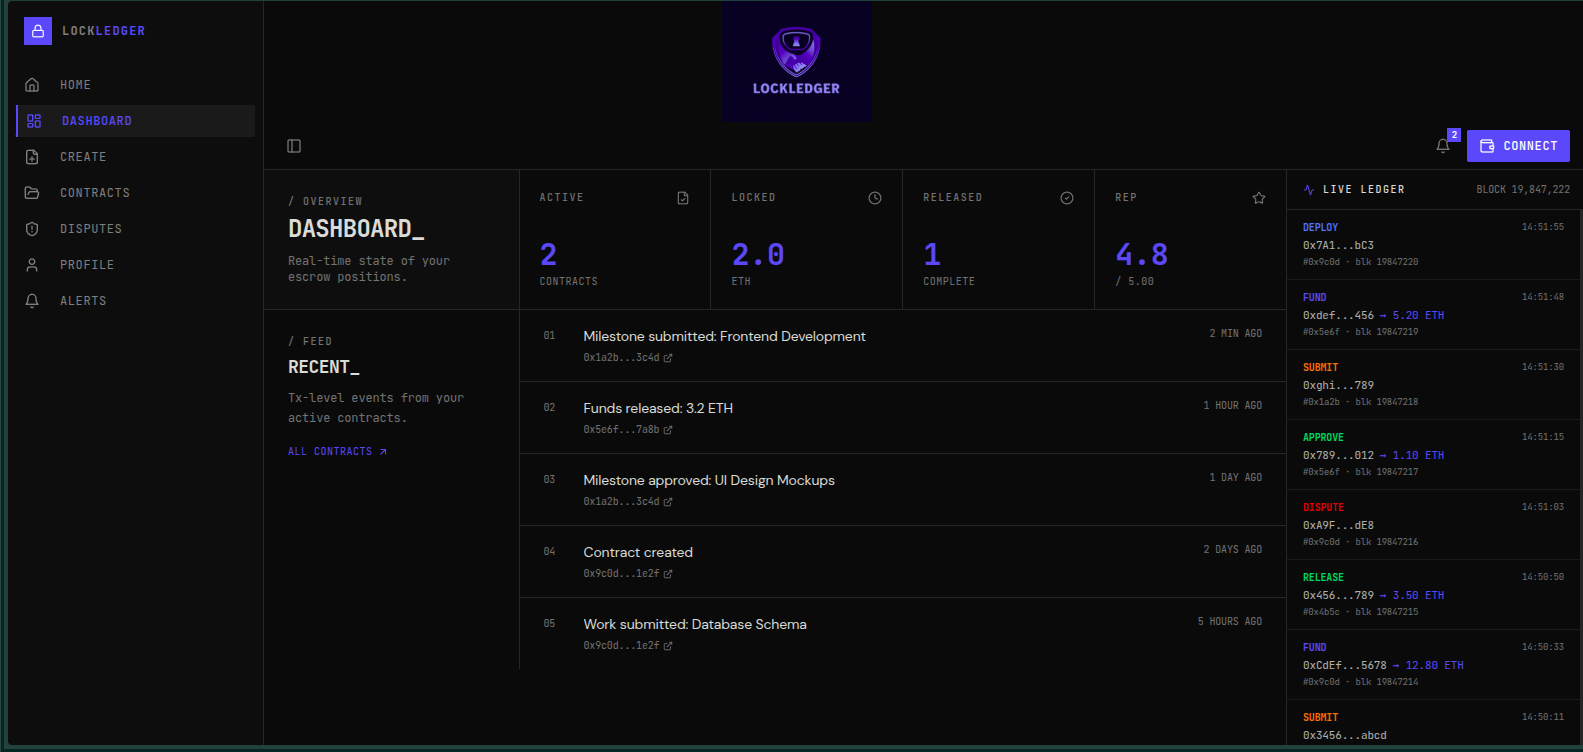 LOCKLEDGER
HOME
DASHBOARD
CREATE
CONTRACTS
DISPUTES
PROFILE
ALERTS
LOCKLEDGER
2
CONNECT
/ OVERVIEW
DASHBOARD_
Real-time state of your
escrow positions.
ACTIVE
2
CONTRACTS
LOCKED
2.0
ETH
RELEASED
1
COMPLETE
REP
4.8
/ 5.00
/ FEED
RECENT_
Tx-level events from your
active contracts.
ALL CONTRACTS
01 Milestone submitted: Frontend Development 2 MIN AGO
0x1a2b...3c4d
02 Funds released: 3.2 ETH 1 HOUR AGO
0x5e6f...7a8b
03 Milestone approved: UI Design Mockups 1 DAY AGO
0x1a2b...3c4d
04 Contract created 2 DAYS AGO
0x9c0d...1e2f
05 Work submitted: Database Schema 5 HOURS AGO
0x9c0d...1e2f
LIVE LEDGER BLOCK 19,847,222
DEPLOY 14:51:55
0x7A1...bC3
#0x9c0d · blk 19847220
FUND 14:51:48
0xdef...456 → 5.20 ETH
#0x5e6f · blk 19847219
SUBMIT 14:51:30
0xghi...789
#0x1a2b · blk 19847218
APPROVE 14:51:15
0x789...012 → 1.10 ETH
#0x5e6f · blk 19847217
DISPUTE 14:51:03
0xA9F...dE8
#0x9c0d · blk 19847216
RELEASE 14:50:50
0x456...789 → 3.50 ETH
#0x4b5c · blk 19847215
FUND 14:50:33
0xCdEf...5678 → 12.80 ETH
#0x9c0d · blk 19847214
SUBMIT 14:50:11
0x3456...abcd